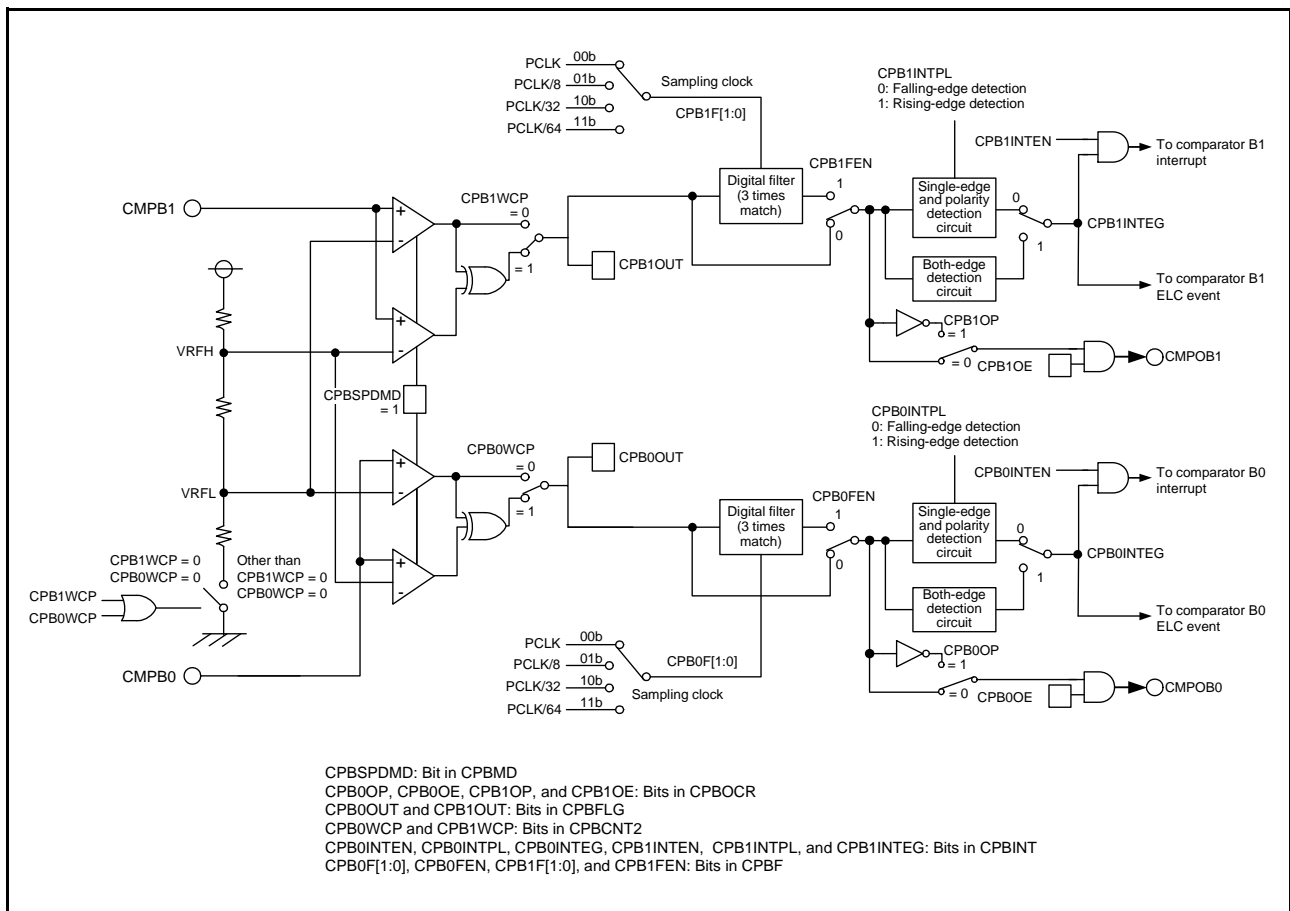 PCLK 00b
PCLK/8 01b
PCLK/32 10b
PCLK/64 11b
Sampling clock
CPB1F[1:0]
CPB1INTPL
0: Falling-edge detection
1: Rising-edge detection
CPB1INTEN
To comparator B1
interrupt
CMPB1
+
-
CPB1WCP
= 0
= 1
CPB1OUT
Digital filter
(3 times
match)
CPB1FEN
1
0
Single-edge
and polarity
detection
circuit
0
1
CPB1INTEG
Both-edge
detection
circuit
To comparator B1
ELC event
+
-
VRFH
CPB1OP
= 1
= 0
CPB1OE
CMPOB1
CPBSPDMD
= 1
CPB0INTPL
0: Falling-edge detection
1: Rising-edge detection
CPB0INTEN
To comparator B0
interrupt
+
-
VRFL
CPB0WCP
= 0
= 1
CPB0OUT
Digital filter
(3 times
match)
CPB0FEN
1
0
Single-edge
and polarity
detection
circuit
0
1
CPB0INTEG
Both-edge
detection
circuit
To comparator B0
ELC event
+
-
CPB1WCP = 0
CPB0WCP = 0
Other than
CPB1WCP = 0
CPB0WCP = 0
CPB1WCP
CPB0WCP
CMPB0
PCLK 00b
PCLK/8 01b
PCLK/32 10b
PCLK/64 11b
CPB0F[1:0]
Sampling clock
CPB0OP
= 1
= 0
CPB0OE
CMPOB0
CPBSPDMD: Bit in CPBMD
CPB0OP, CPB0OE, CPB1OP, and CPB1OE: Bits in CPBOCR
CPB0OUT and CPB1OUT: Bits in CPBFLG
CPB0WCP and CPB1WCP: Bits in CPBCNT2
CPB0INTEN, CPB0INTPL, CPB0INTEG, CPB1INTEN, CPB1INTPL, and CPB1INTEG: Bits in CPBINT
CPB0F[1:0], CPB0FEN, CPB1F[1:0], and CPB1FEN: Bits in CPBF